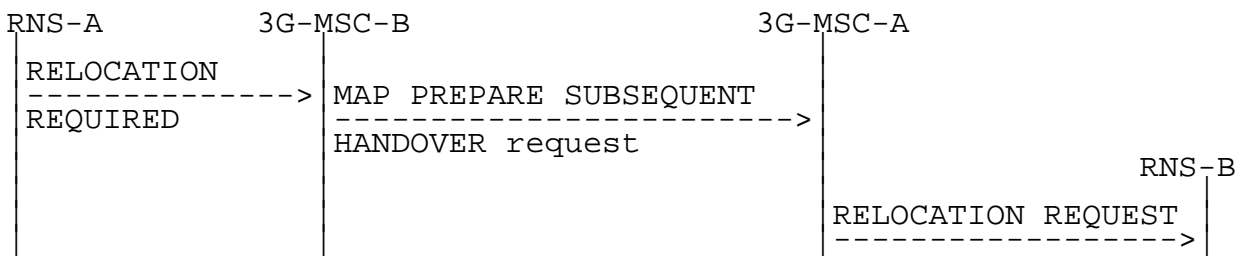 RNS-A 3G-MSC-B 3G-MSC-A
RELOCATION
REQUIRED
MAP PREPARE SUBSEQUENT
HANDOVER request
RNS-B
RELOCATION REQUEST